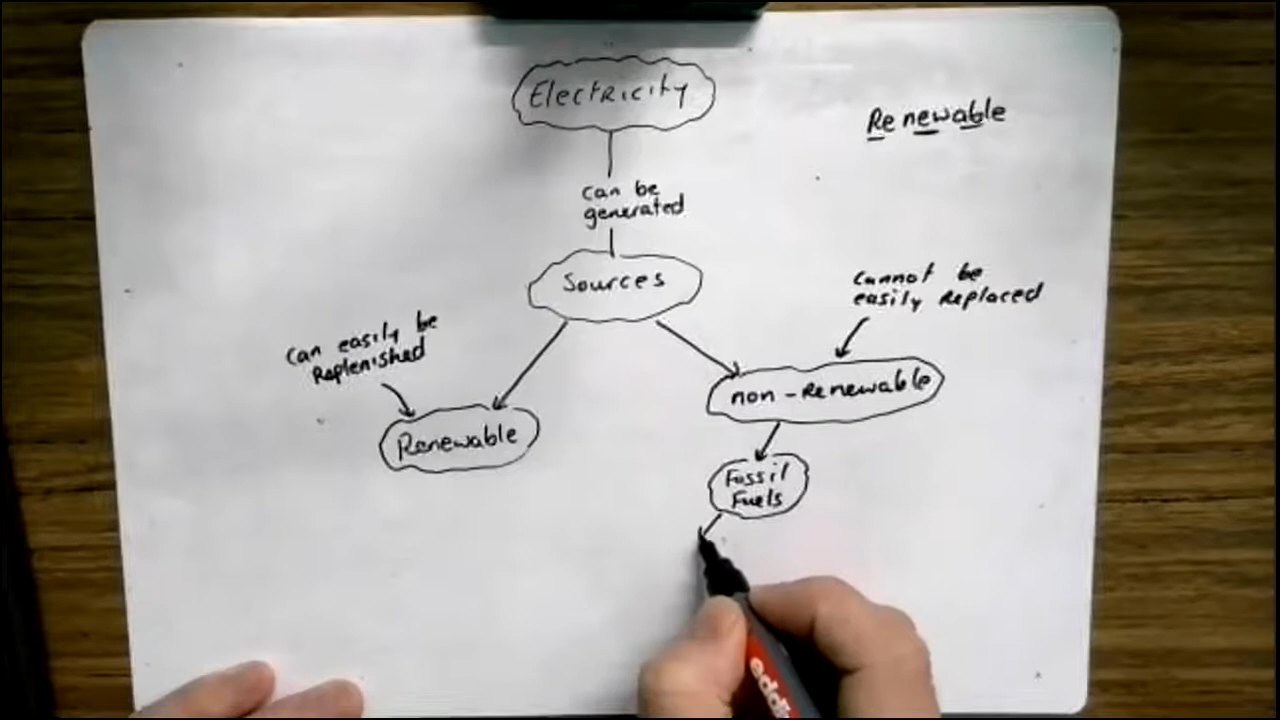 Electricity
Renewable
can be
generated
Sources
Cannot be
easily Replaced
can easily be
Replenished
non-Renewable
Renewable
Fossil
Fuels